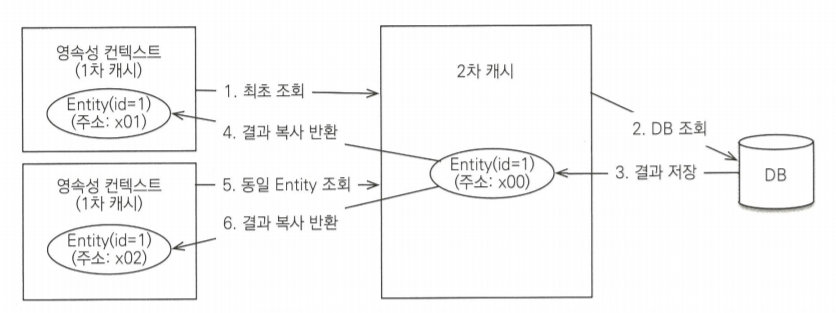 영속성 컨텍스트
(1차 캐시)
Entity(id=1)
(주소: x01)
1. 최초 조회
4. 결과 복사 반환
2차 캐시
Entity(id=1)
(주소: x00)
2. DB 조회
3. 결과 저장
DB
영속성 컨텍스트
(1차 캐시)
Entity(id=1)
(주소: x02)
5. 동일 Entity 조회
6. 결과 복사 반환